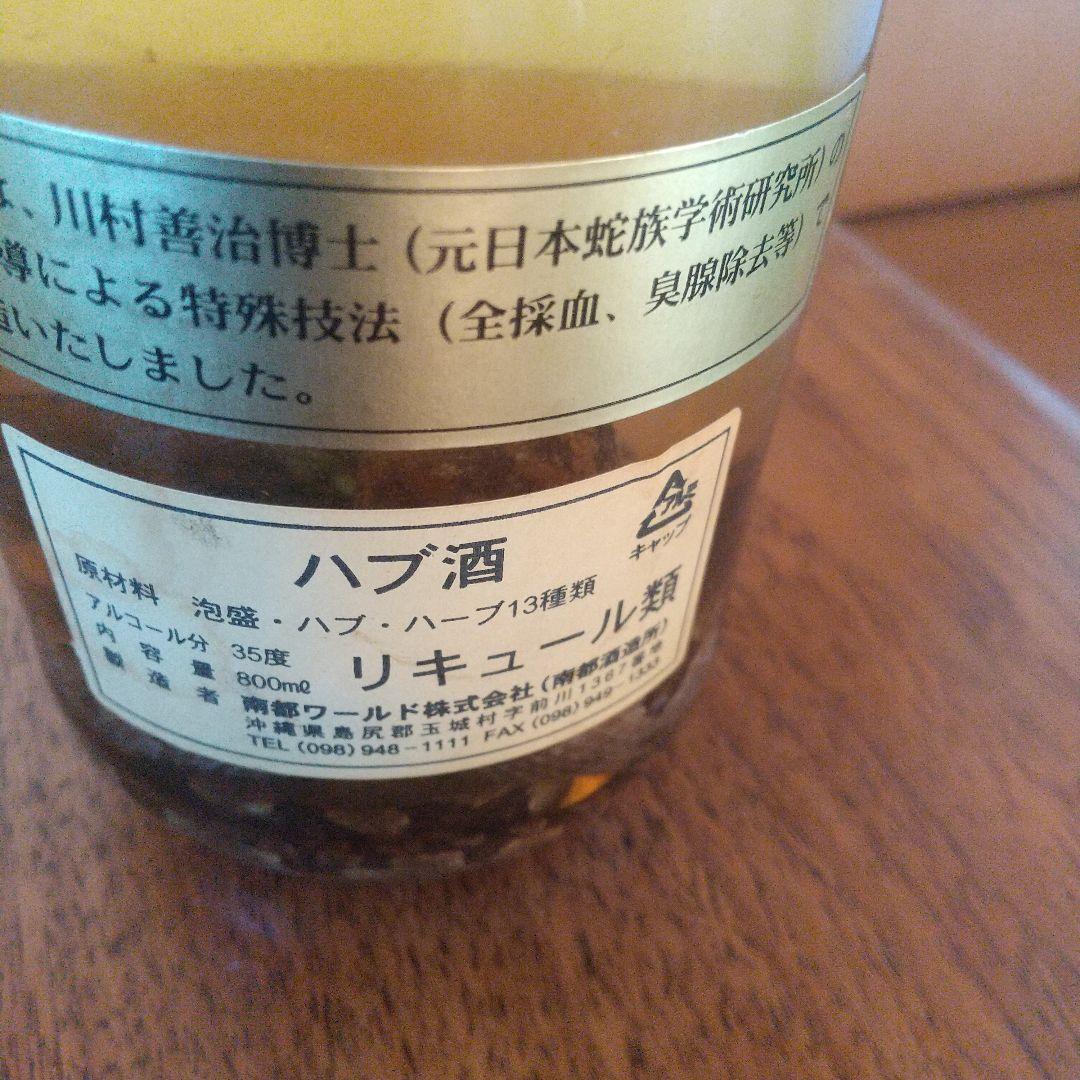 、川村善治博士(元日本蛇族学術研究所)の
導による特殊技法(全採血、臭腺除去等)で
造いたしました。
アルミ
キャップ
ハブ酒
原材料 泡盛・ハブ・ハーブ13種類
アルコール分 35度
内容量 800mℓ
リキュール類
製造者 南都ワールド株式会社(南都酒造所)
沖縄県島尻郡玉城村字前川1367番地
TEL(098)948-1111 FAX(098)949-1333